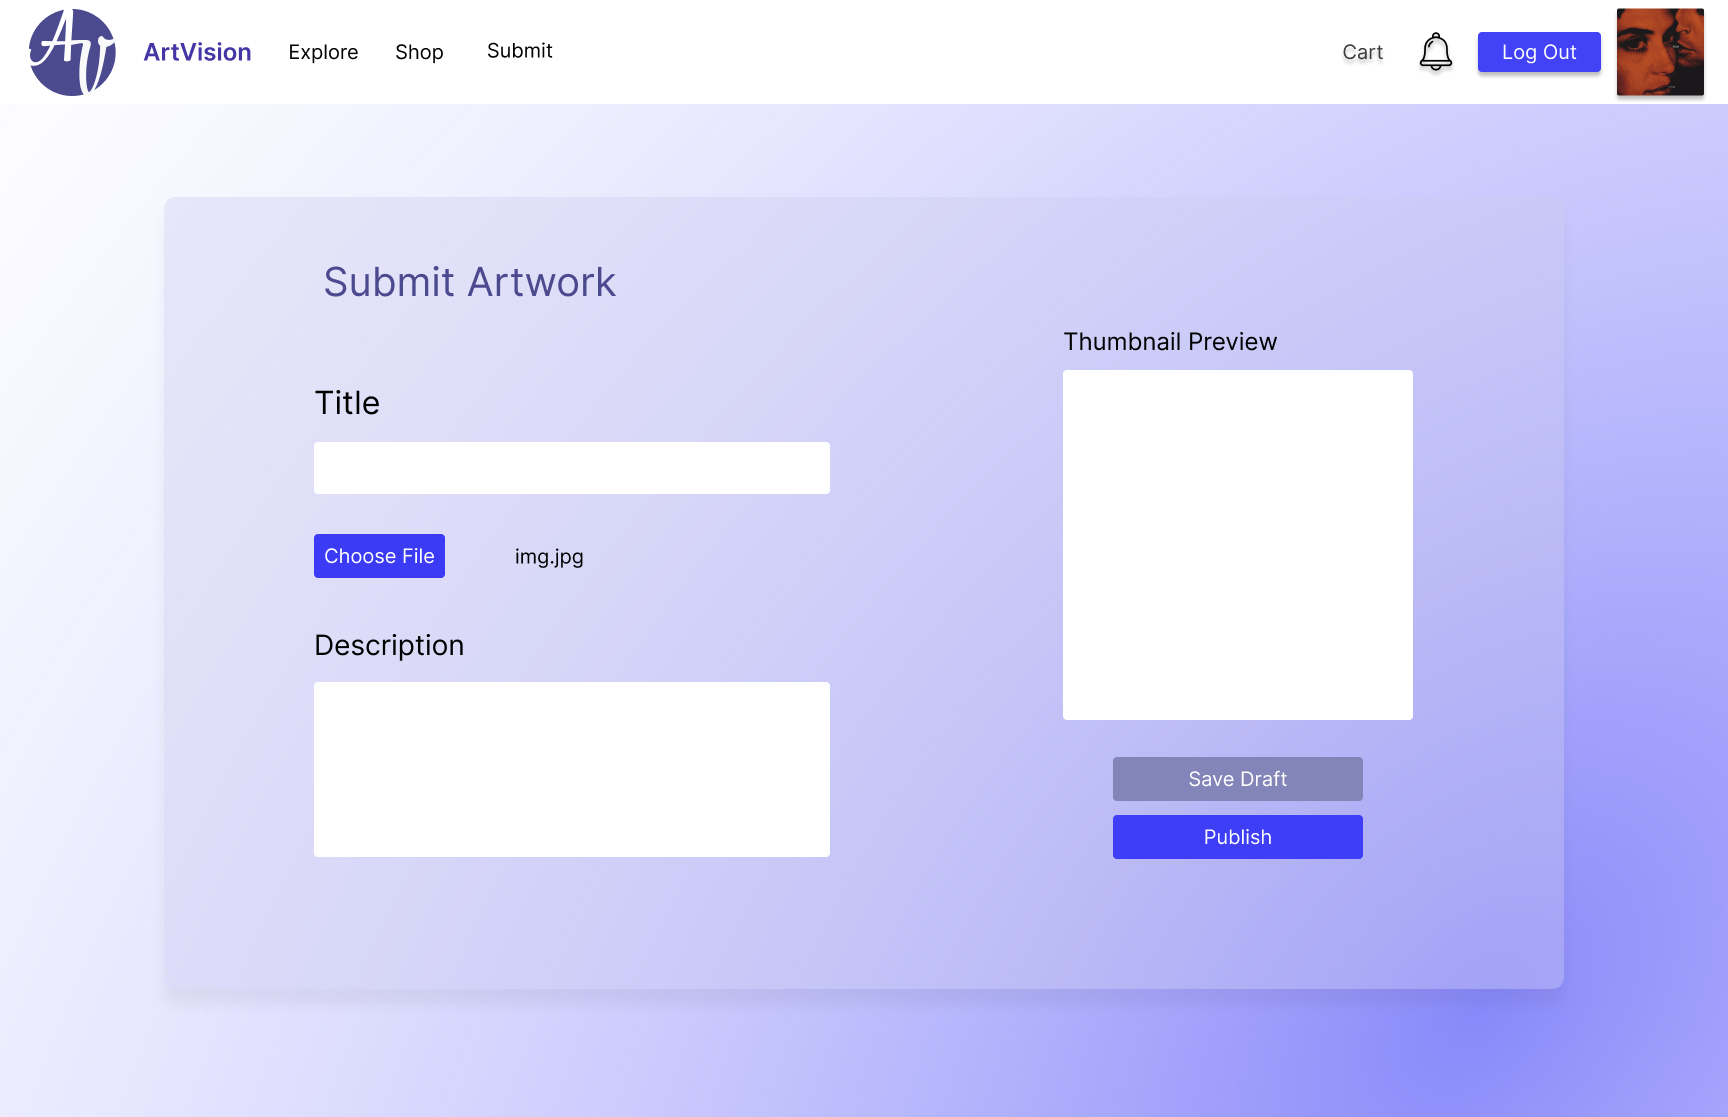 AV
ArtVision
Explore
Shop
Submit
Cart
Log Out
Submit Artwork
Thumbnail Preview
Title
Choose File
img.jpg
Description
Save Draft
Publish